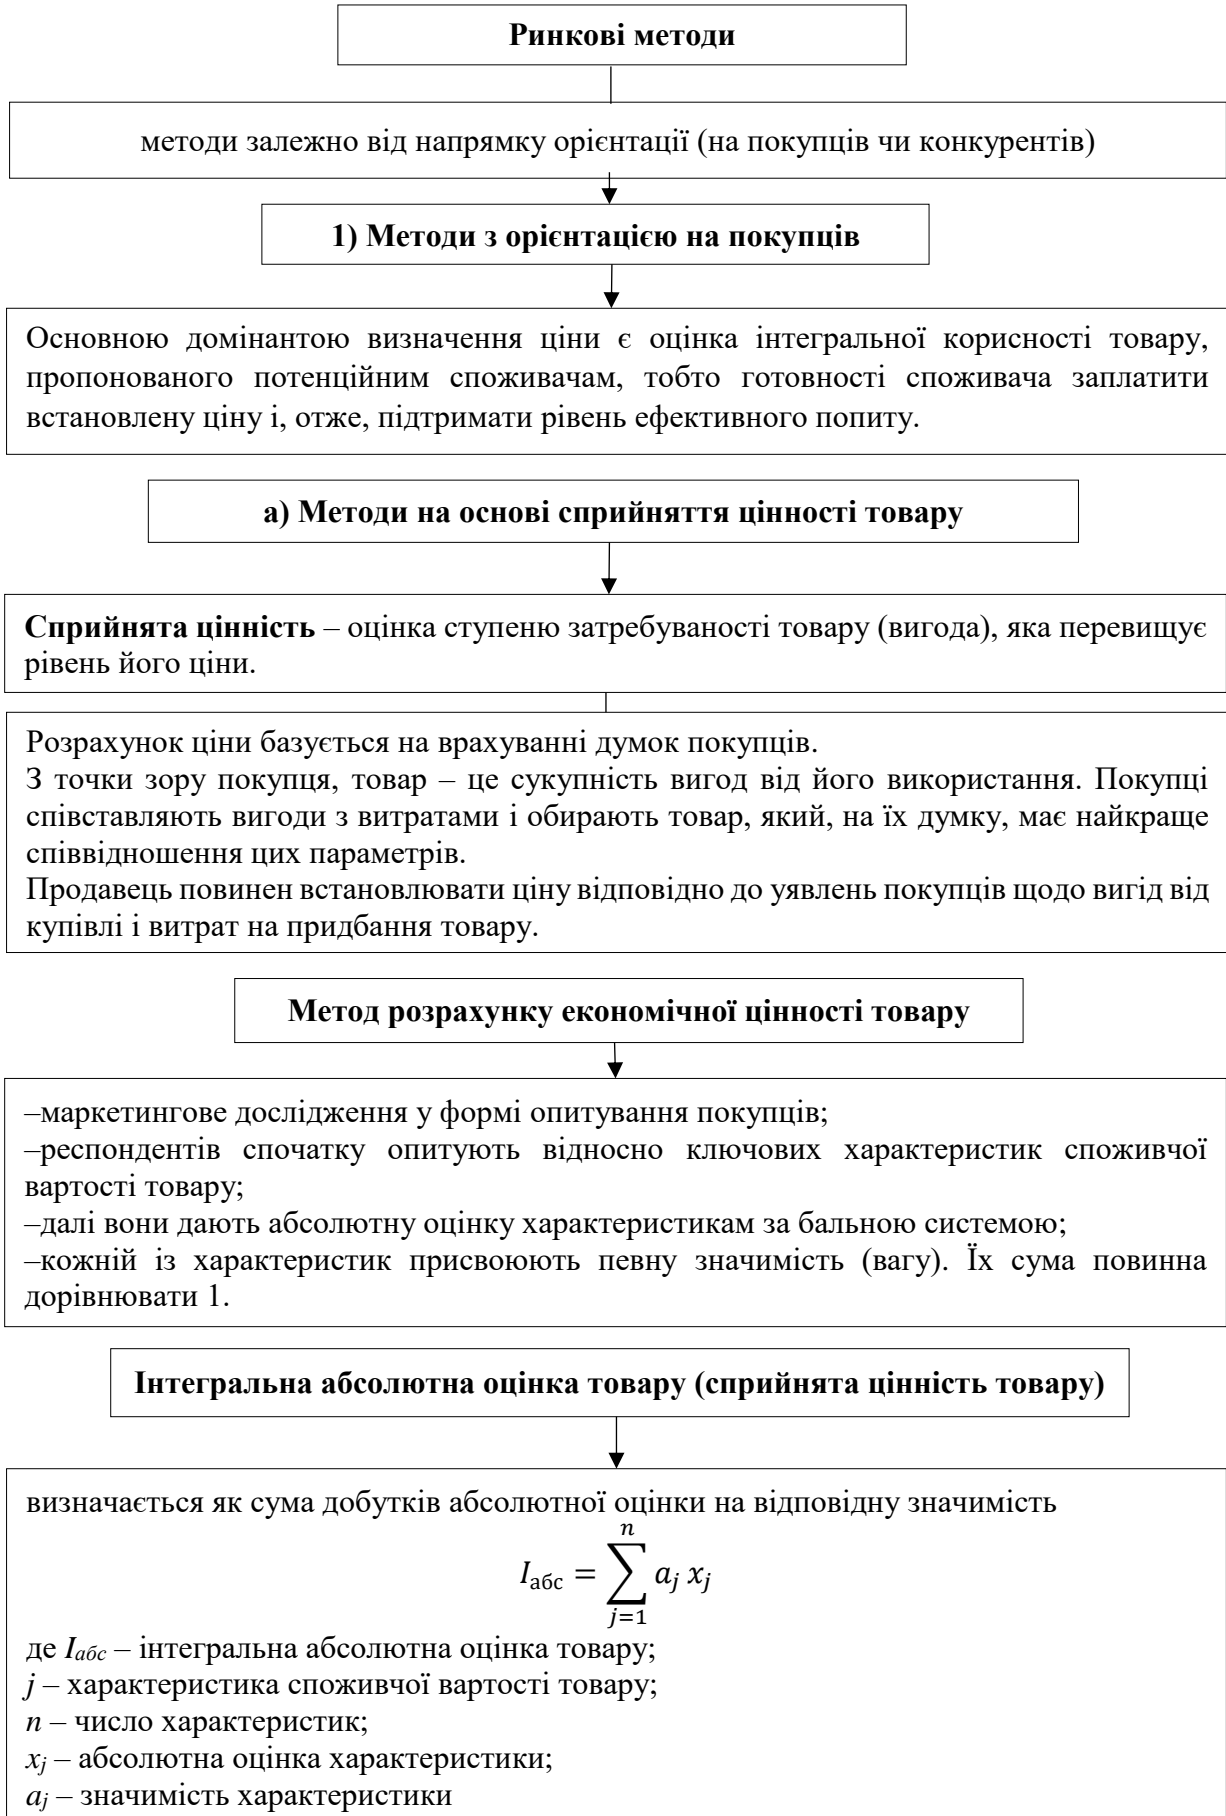 Ринкові методи
методи залежно від напрямку орієнтації (на покупців чи конкурентів)
1) Методи з орієнтацією на покупців
Основною домінантою визначення ціни є оцінка інтегральної корисності товару,
пропонованого потенційним споживачам, тобто готовності споживача заплатити
встановлену ціну і, отже, підтримати рівень ефективного попиту.
а) Методи на основі сприйняття цінності товару
Сприйнята цінність – оцінка ступеню затребуваності товару (вигода), яка перевищує
рівень його ціни.
Розрахунок ціни базується на врахуванні думок покупців.
З точки зору покупця, товар – це сукупність вигод від його використання. Покупці
співставляють вигоди з витратами і обирають товар, який, на їх думку, має найкраще
співвідношення цих параметрів.
Продавець повинен встановлювати ціну відповідно до уявлень покупців щодо вигід від
купівлі і витрат на придбання товару.
Метод розрахунку економічної цінності товару
–маркетингове дослідження у формі опитування покупців;
–респондентів спочатку опитують відносно ключових характеристик споживчої
вартості товару;
–далі вони дають абсолютну оцінку характеристикам за бальною системою;
–кожній із характеристик присвоюють певну значимість (вагу). Їх сума повинна
дорівнювати 1.
Інтегральна абсолютна оцінка товару (сприйнята цінність товару)
визначається як сума добутків абсолютної оцінки на відповідну значимість
I_абс = ∑_{j=1}^{n} a_j x_j
де I_абс – інтегральна абсолютна оцінка товару;
j – характеристика споживчої вартості товару;
n – число характеристик;
x_j – абсолютна оцінка характеристики;
a_j – значимість характеристики